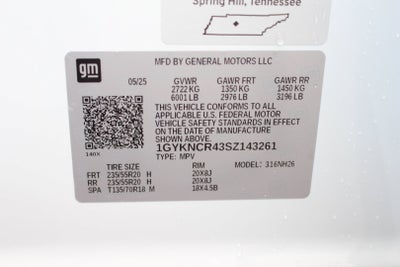 Spring Hill, Tennessee
gm
MFD BY GENERAL MOTORS LLC
05/25 GVWR GAWR FRT GAWR RR
2722 KG 1350 KG 1450 KG
6001 LB 2976 LB 3196 LB
THIS VEHICLE CONFORMS TO ALL
APPLICABLE U.S. FEDERAL MOTOR
VEHICLE SAFETY STANDARDS IN EFFECT
ON THE DATE OF MANUFACTURE
SHOWN ABOVE.
1GYKNCR43SZ143261
140X TYPE: MPV
TIRE SIZE RIM 316NH26
FRT 235/55R20 H 20X8J
RR 235/55R20 H 20X8J
SPA T135/70R18 M 18X4.5B